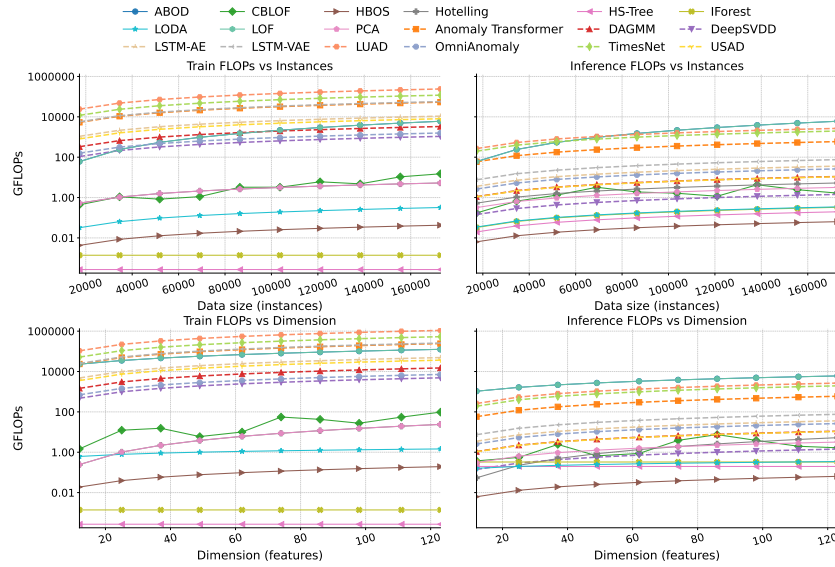 ABOD CBLOF HBOS Hotelling HS-Tree IForest
LODA LOF PCA Anomaly Transformer DAGMM DeepSVDD
LSTM-AE LSTM-VAE LUAD OmniAnomaly TimesNet USAD
Train FLOPs vs Instances Inference FLOPs vs Instances
1000000
10000
100
1.00
0.01
GFLOPs
20000 40000 60000 80000 100000 120000 140000 160000 20000 40000 60000 80000 100000 120000 140000 160000
Data size (instances) Data size (instances)
Train FLOPs vs Dimension Inference FLOPs vs Dimension
1000000
10000
100
1.00
0.01
GFLOPs
20 40 60 80 100 120 20 40 60 80 100 120
Dimension (features) Dimension (features)